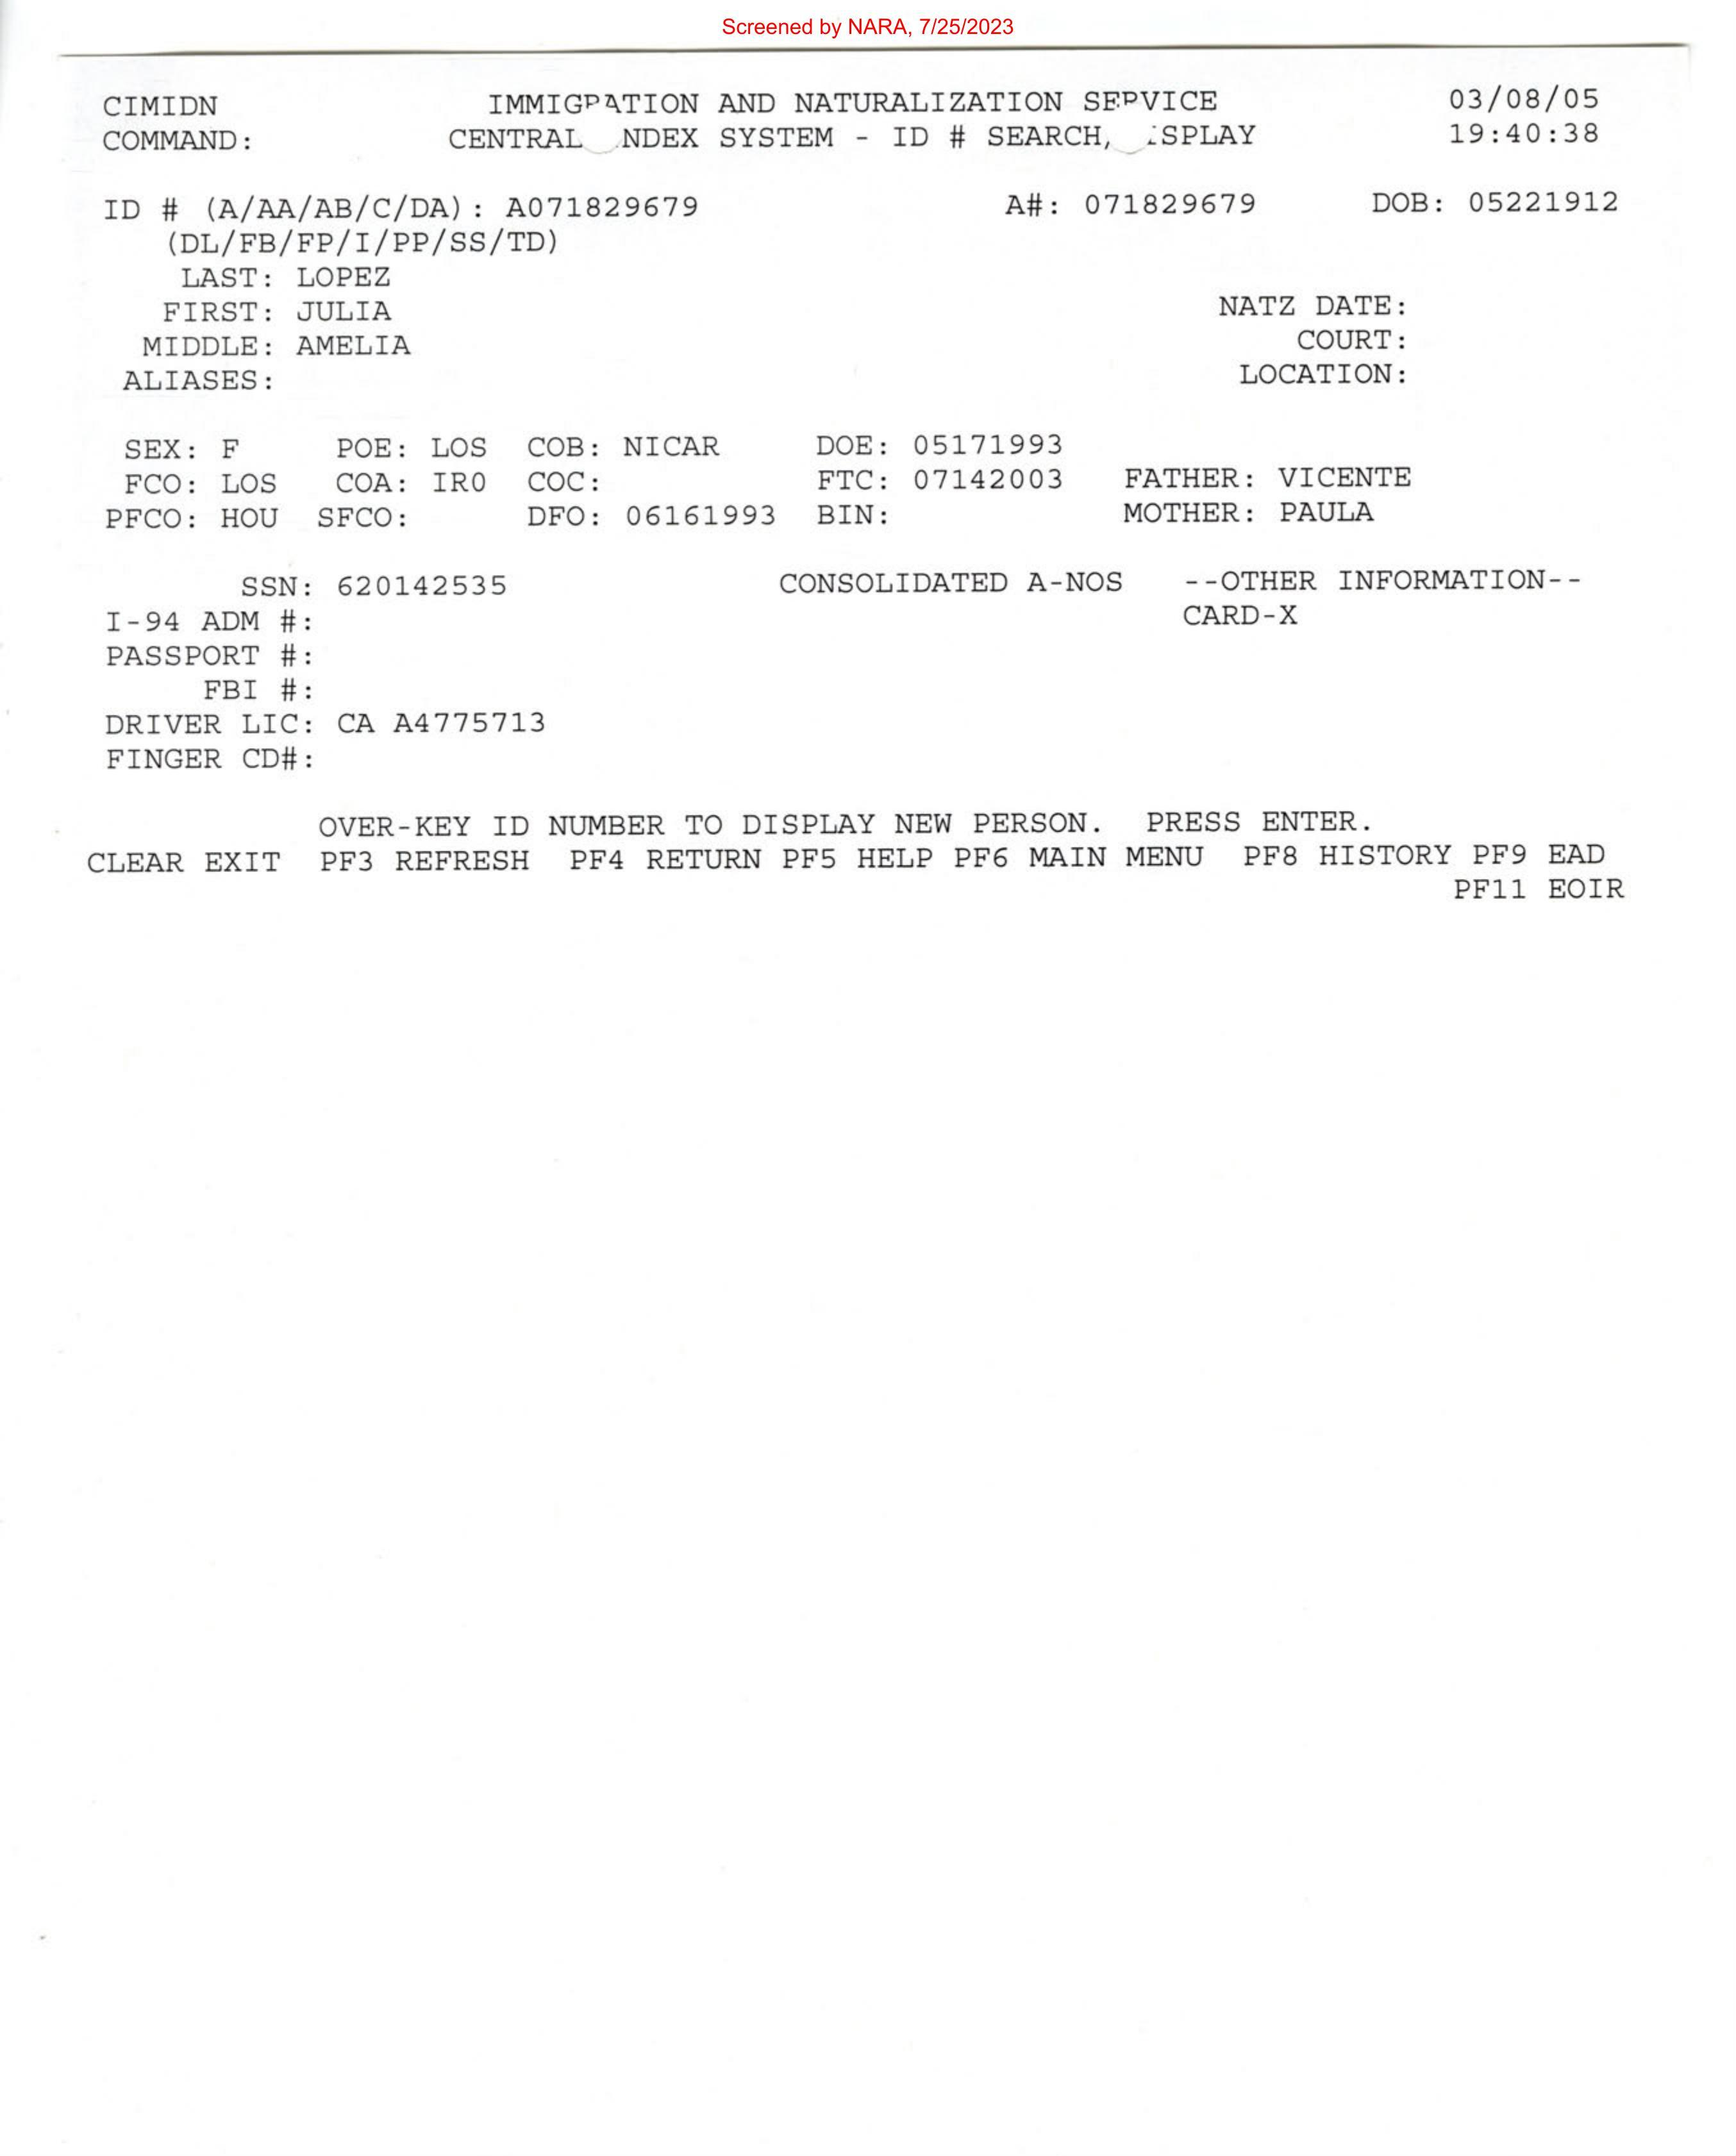 Screened by NARA, 7/25/2023
CIMIDN IMMIGRATION AND NATURALIZATION SERVICE 03/08/05
COMMAND: CENTRAL NDEX SYSTEM - ID # SEARCH/ ISPLAY 19:40:38
ID # (A/AA/AB/C/DA): A071829679 A#: 071829679 DOB: 05221912
(DL/FB/FP/I/PP/SS/TD)
LAST: LOPEZ
FIRST: JULIA NATZ DATE:
MIDDLE: AMELIA COURT:
ALIASES: LOCATION:
SEX: F POE: LOS COB: NICAR DOE: 05171993
FCO: LOS COA: IR0 COC: FTC: 07142003 FATHER: VICENTE
PFCO: HOU SFCO: DFO: 06161993 BIN: MOTHER: PAULA
SSN: 620142535 CONSOLIDATED A-NOS --OTHER INFORMATION--
I-94 ADM #: CARD-X
PASSPORT #:
FBI #:
DRIVER LIC: CA A4775713
FINGER CD#:
OVER-KEY ID NUMBER TO DISPLAY NEW PERSON. PRESS ENTER.
CLEAR EXIT PF3 REFRESH PF4 RETURN PF5 HELP PF6 MAIN MENU PF8 HISTORY PF9 EAD
PF11 EOIR